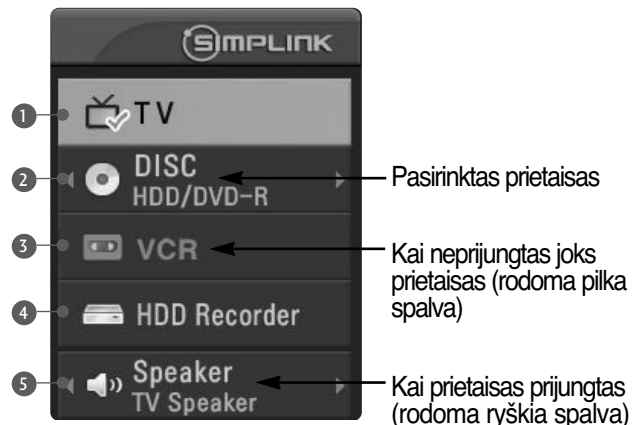 SIMPLINK
1 TV
2 DISC
HDD/DVD-R
Pasirinktas prietaisas
3 VCR
Kai neprijungtas joks
prietaisas (rodoma pilka
spalva)
4 HDD Recorder
5 Speaker
TV Speaker
Kai prietaisas prijungtas
(rodoma ryškia spalva)